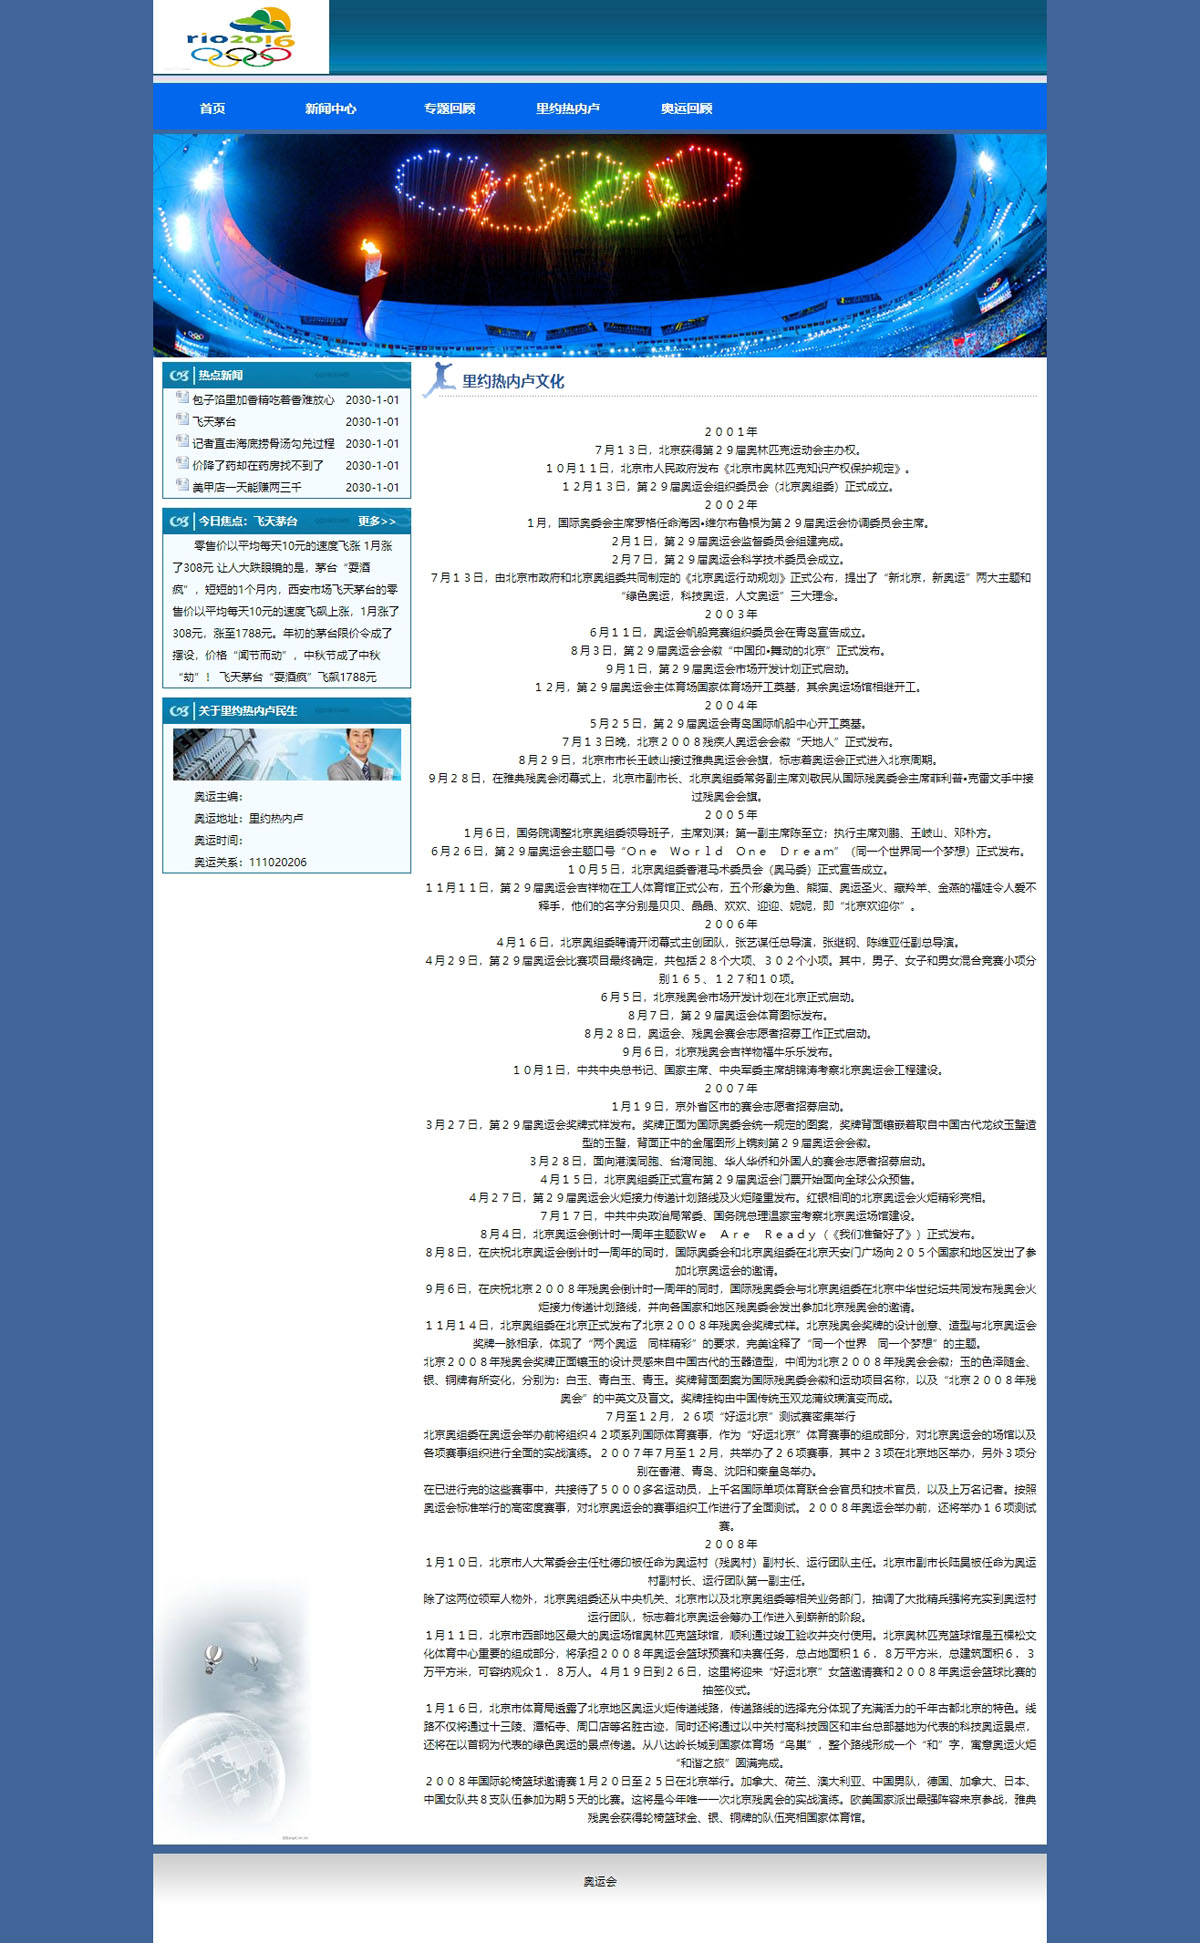 rio2016
首页 新闻中心 专题回顾 里约热内卢 奥运回顾
热点新闻
包子馅里加香精吃着香难放心 2030-1-01
飞天茅台 2030-1-01
记者直击海底捞骨汤勾兑过程 2030-1-01
价降了药却在药房找不到了 2030-1-01
美甲店一天能赚两三千 2030-1-01
今日焦点：飞天茅台 更多>>
零售价以平均每天10元的速度飞涨 1月涨
了308元 让人大跌眼镜的是，茅台“耍酒
疯”，短短的1个月内，西安市场飞天茅台的零
售价以平均每天10元的速度飞飙上涨，1月涨了
308元，涨至1788元。年初的茅台限价令成了
摆设，价格“闻节而动”，中秋节成了中秋
“劫”！ 飞天茅台“耍酒疯”飞飙1788元
关于里约热内卢民生
奥运主编：
奥运地址：里约热内卢
奥运时间：
奥运关系：111020206
里约热内卢文化
２００１年
７月１３日，北京获得第２９届奥林匹克运动会主办权。
１０月１１日，北京市人民政府发布《北京市奥林匹克知识产权保护规定》。
１２月１３日，第２９届奥运会组织委员会（北京奥组委）正式成立。
２００２年
１月，国际奥委会主席罗格任命海因•维尔布鲁根为第２９届奥运会协调委员会主席。
２月１日，第２９届奥运会监督委员会组建完成。
２月７日，第２９届奥运会科学技术委员会成立。
７月１３日，由北京市政府和北京奥组委共同制定的《北京奥运行动规划》正式公布，提出了“新北京，新奥运”两大主题和
“绿色奥运，科技奥运，人文奥运”三大理念。
２００３年
６月１１日，奥运会帆船竞赛组织委员会在青岛宣告成立。
８月３日，第２９届奥运会会徽“中国印•舞动的北京”正式发布。
９月１日，第２９届奥运会市场开发计划正式启动。
１２月，第２９届奥运会主体育场国家体育场开工奠基，其余奥运场馆相继开工。
２００４年
５月２５日，第２９届奥运会青岛国际帆船中心开工奠基。
７月１３日晚，北京２００８残疾人奥运会会徽“天地人”正式发布。
８月２９日，北京市市长王岐山接过雅典奥运会会旗，标志着奥运会正式进入北京周期。
９月２８日，在雅典残奥会闭幕式上，北京市副市长、北京奥组委常务副主席刘敬民从国际残奥委会主席菲利普•克雷文手中接
过残奥会会旗。
２００５年
１月６日，国务院调整北京奥组委领导班子，主席刘淇；第一副主席陈至立；执行主席刘鹏、王岐山、邓朴方。
６月２６日，第２９届奥运会主题口号“Ｏｎｅ　Ｗｏｒｌｄ　Ｏｎｅ　Ｄｒｅａｍ”（同一个世界同一个梦想）正式发布。
１０月５日，北京奥组委香港马术委员会（奥马委）正式宣告成立。
１１月１１日，第２９届奥运会吉祥物在工人体育馆正式公布，五个形象为鱼、熊猫、奥运圣火、藏羚羊、金燕的福娃令人爱不
释手，他们的名字分别是贝贝、晶晶、欢欢、迎迎、妮妮，即“北京欢迎你”。
２００６年
４月１６日，北京奥组委聘请开闭幕式主创团队，张艺谋任总导演，张继钢、陈维亚任副总导演。
４月２９日，第２９届奥运会比赛项目最终确定，共包括２８个大项、３０２个小项。其中，男子、女子和男女混合竞赛小项分
别１６５、１２７和１０项。
６月５日，北京残奥会市场开发计划在北京正式启动。
８月７日，第２９届奥运会体育图标发布。
８月２８日，奥运会、残奥会赛会志愿者招募工作正式启动。
９月６日，北京残奥会吉祥物福牛乐乐发布。
１０月１日，中共中央总书记、国家主席、中央军委主席胡锦涛考察北京奥运会工程建设。
２００７年
１月１９日，京外省区市的赛会志愿者招募启动。
３月２７日，第２９届奥运会奖牌式样发布。奖牌正面为国际奥委会统一规定的图案，奖牌背面镶嵌着取自中国古代龙纹玉璧造
型的玉璧，背面正中的金属图形上镌刻第２９届奥运会会徽。
３月２８日，面向港澳同胞、台湾同胞、华人华侨和外国人的赛会志愿者招募启动。
４月１５日，北京奥组委正式宣布第２９届奥运会门票开始面向全球公众预售。
４月２７日，第２９届奥运会火炬接力传递计划路线及火炬隆重发布。红银相间的北京奥运会火炬精彩亮相。
７月１７日，中共中央政治局常委、国务院总理温家宝考察北京奥运场馆建设。
８月４日，北京奥运会倒计时一周年主题歌Ｗｅ　Ａｒｅ　Ｒｅａｄｙ（《我们准备好了》）正式发布。
８月８日，在庆祝北京奥运会倒计时一周年的同时，国际奥委会和北京奥组委在北京天安门广场向２０５个国家和地区发出了参
加北京奥运会的邀请。
９月６日，在庆祝北京２００８年残奥会倒计时一周年的同时，国际残奥委会与北京奥组委在北京中华世纪坛共同发布残奥会火
炬接力传递计划路线，并向各国家和地区残奥委会发出参加北京残奥会的邀请。
１１月１４日，北京奥组委在北京正式发布了北京２００８年残奥会奖牌式样。北京残奥会奖牌的设计创意、造型与北京奥运会
奖牌一脉相承，体现了“两个奥运　同样精彩”的要求，完美诠释了“同一个世界　同一个梦想”的主题。
北京２００８年残奥会奖牌正面镶玉的设计灵感来自中国古代的玉器造型，中间为北京２００８年残奥会会徽；玉的色泽随金、
银、铜牌有所变化，分别为：白玉、青白玉、青玉。奖牌背面图案为国际残奥委会徽和运动项目名称，以及“北京２００８年残
奥会”的中英文及盲文。奖牌挂钩由中国传统玉双龙蒲纹璜演变而成。
７月至１２月，２６项“好运北京”测试赛密集举行
北京奥组委在奥运会举办前将组织４２项系列国际体育赛事，作为“好运北京”体育赛事的组成部分，对北京奥运会的场馆以及
各项赛事组织进行全面的实战演练。２００７年７月至１２月，共举办了２６项赛事，其中２３项在北京地区举办，另外３项分
别在香港、青岛、沈阳和秦皇岛举办。
在已进行完的这些赛事中，共接待了５０００多名运动员，上千名国际单项体育联合会官员和技术官员，以及上万名记者。按照
奥运会标准举行的高密度赛事，对北京奥运会的赛事组织工作进行了全面测试。２００８年奥运会举办前，还将举办１６项测试
赛。
２００８年
１月１０日，北京市人大常委会主任杜德印被任命为奥运村（残奥村）副村长、运行团队主任。北京市副市长陆昊被任命为奥运
村副村长、运行团队第一副主任。
除了这两位领军人物外，北京奥组委还从中央机关、北京市以及北京奥组委等相关业务部门，抽调了大批精兵强将充实到奥运村
运行团队，标志着北京奥运会筹办工作进入到崭新的阶段。
１月１１日，北京市西部地区最大的奥运场馆奥林匹克篮球馆，顺利通过竣工验收并交付使用。北京奥林匹克篮球馆是五棵松文
化体育中心重要的组成部分，将承担２００８年奥运会篮球预赛和决赛任务，总占地面积１６．８万平方米，总建筑面积６．３
万平方米，可容纳观众１．８万人。４月１９日到２６日，这里将迎来“好运北京”女篮邀请赛和２００８年奥运会篮球比赛的
抽签仪式。
１月１６日，北京市体育局透露了北京地区奥运火炬传递线路，传递路线的选择充分体现了充满活力的千年古都北京的特色。线
路不仅将通过十三陵、潭柘寺、周口店等名胜古迹，同时还将通过以中关村高科技园区和丰台总部基地为代表的科技奥运景点，
还将在以首钢为代表的绿色奥运的景点传递。从八达岭长城到国家体育场“鸟巢”，整个路线形成一个“和”字，寓意奥运火炬
“和谐之旅”圆满完成。
２００８年国际轮椅篮球邀请赛１月２０日至２５日在北京举行。加拿大、荷兰、澳大利亚、中国男队，德国、加拿大、日本、
中国女队共８支队伍参加为期５天的比赛。这将是今年唯一一次北京残奥会的实战演练。欧美国家派出最强阵容来京参战，雅典
残奥会获得轮椅篮球金、银、铜牌的队伍亮相国家体育馆。
奥运会